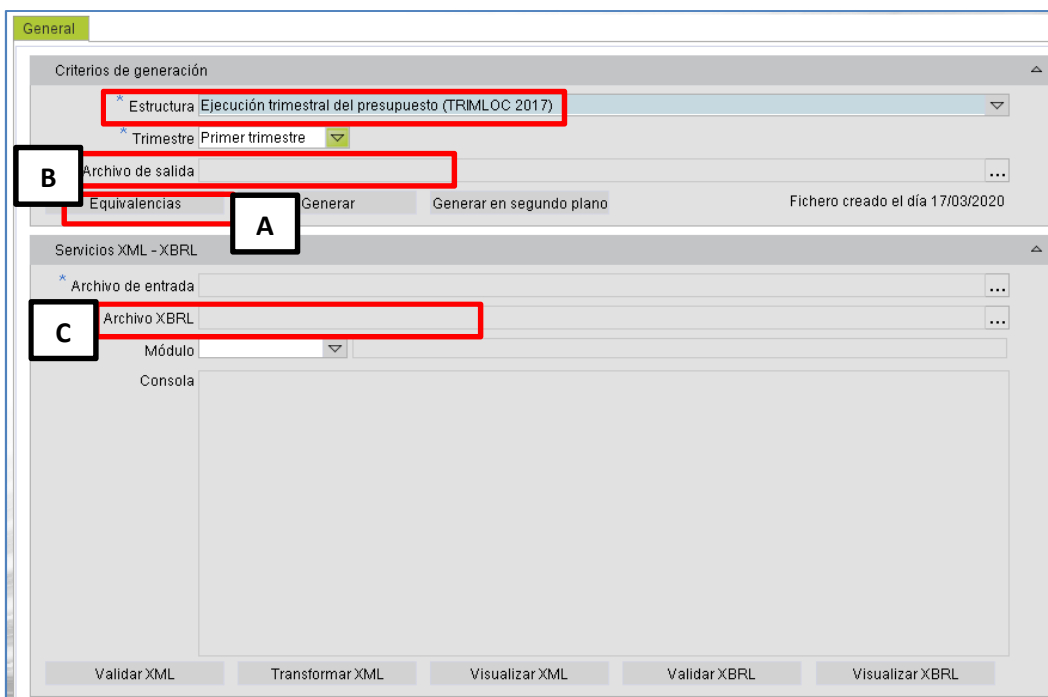 General
Criterios de generación
* Estructura Ejecución trimestral del presupuesto (TRIMLOC 2017)
* Trimestre Primer trimestre
B Archivo de salida ...
Equivalencias A Generar Generar en segundo plano Fichero creado el día 17/03/2020
Servicios XML - XBRL
* Archivo de entrada ...
C Archivo XBRL ...
Módulo
Consola
Validar XML Transformar XML Visualizar XML Validar XBRL Visualizar XBRL